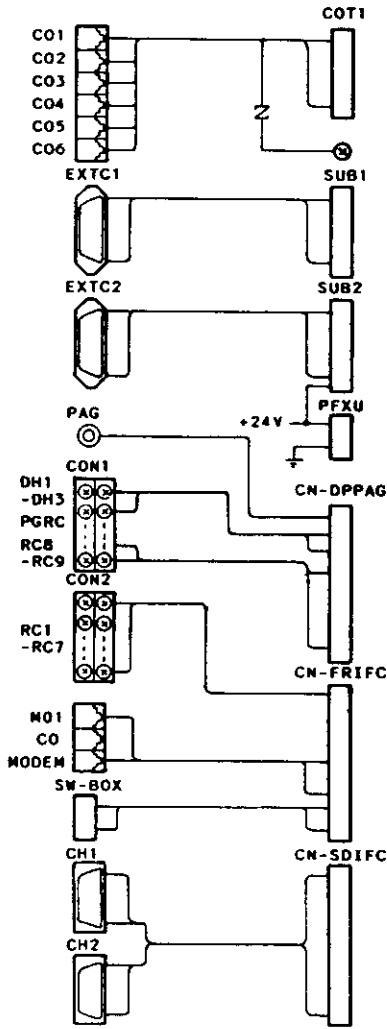 COT1
CO1
CO2
CO3
CO4
CO5
CO6
EXTC1
SUB1
EXTC2
SUB2
PAG
+24V
PFXU
CON1
DH1
-DH3
CN-DPPAG
PGRC
RC8
-RC9
CON2
RC1
-RC7
CN-FRIFC
MO1
CO
MODEM
SW-BOX
CH1
CN-SDIFC
CH2